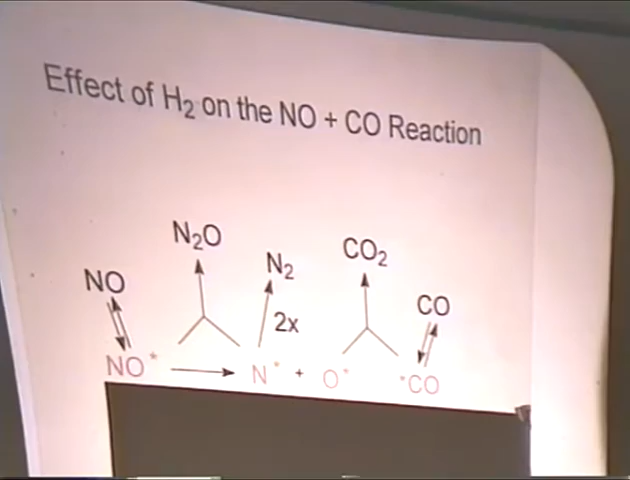 Effect of H₂ on the NO + CO Reaction
N₂O
N₂
CO₂
NO
CO
2x
NO* → N* + O* *CO